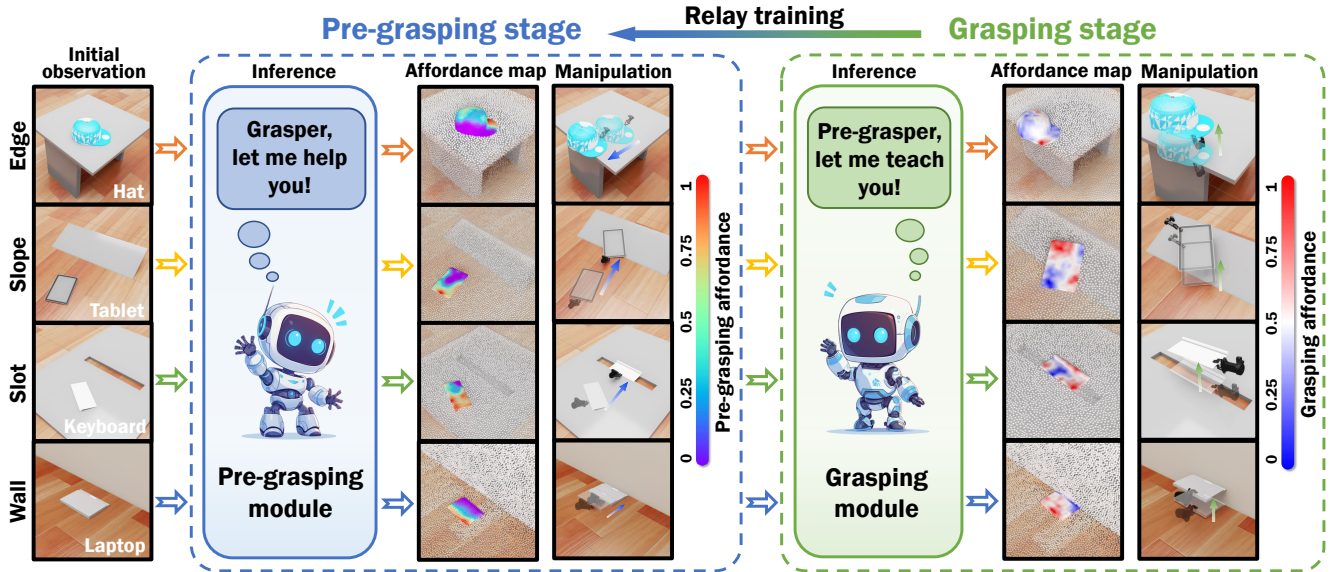 Pre-grasping stage
Relay training
Grasping stage
Initial
observation
Inference
Affordance map
Manipulation
Inference
Affordance map
Manipulation
Edge
Hat
Slope
Tablet
Slot
Keyboard
Wall
Laptop
Grasper,
let me help
you!
Pre-grasping
module
1
0.75
0.5
0.25
0
Pre-grasping affordance
Pre-grasper,
let me teach
you!
Grasping
module
1
0.75
0.5
0.25
0
Grasping affordance